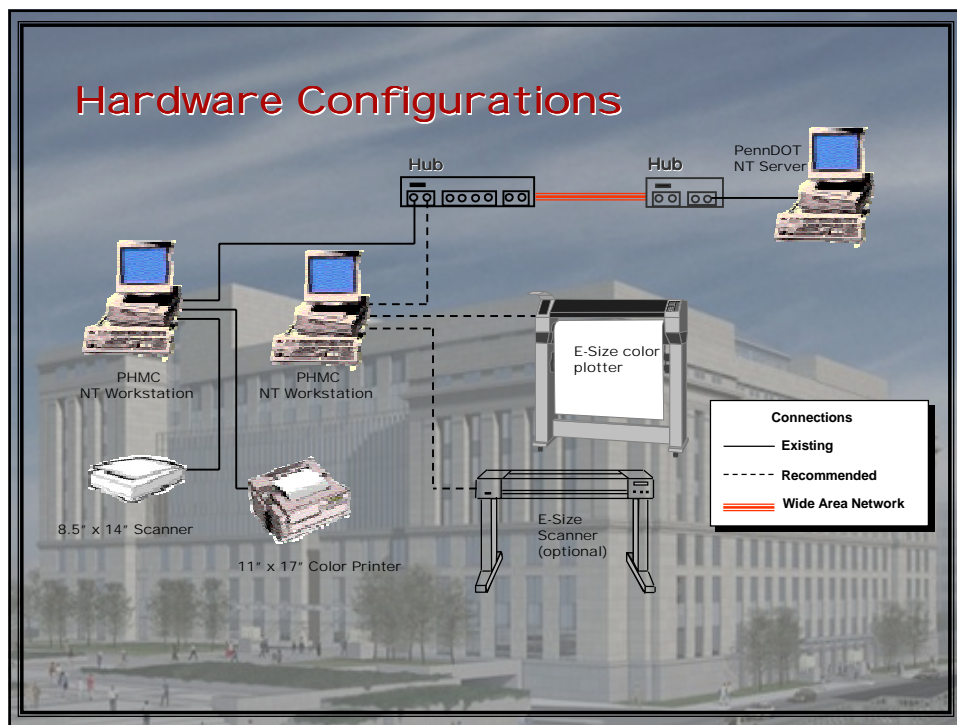 Hardware Configurations
Hub
Hub
PennDOT
NT Server
PHMC
NT Workstation
PHMC
NT Workstation
E-Size color
plotter
Connections
Existing
Recommended
Wide Area Network
8.5” x 14” Scanner
11” x 17” Color Printer
E-Size
Scanner
(optional)